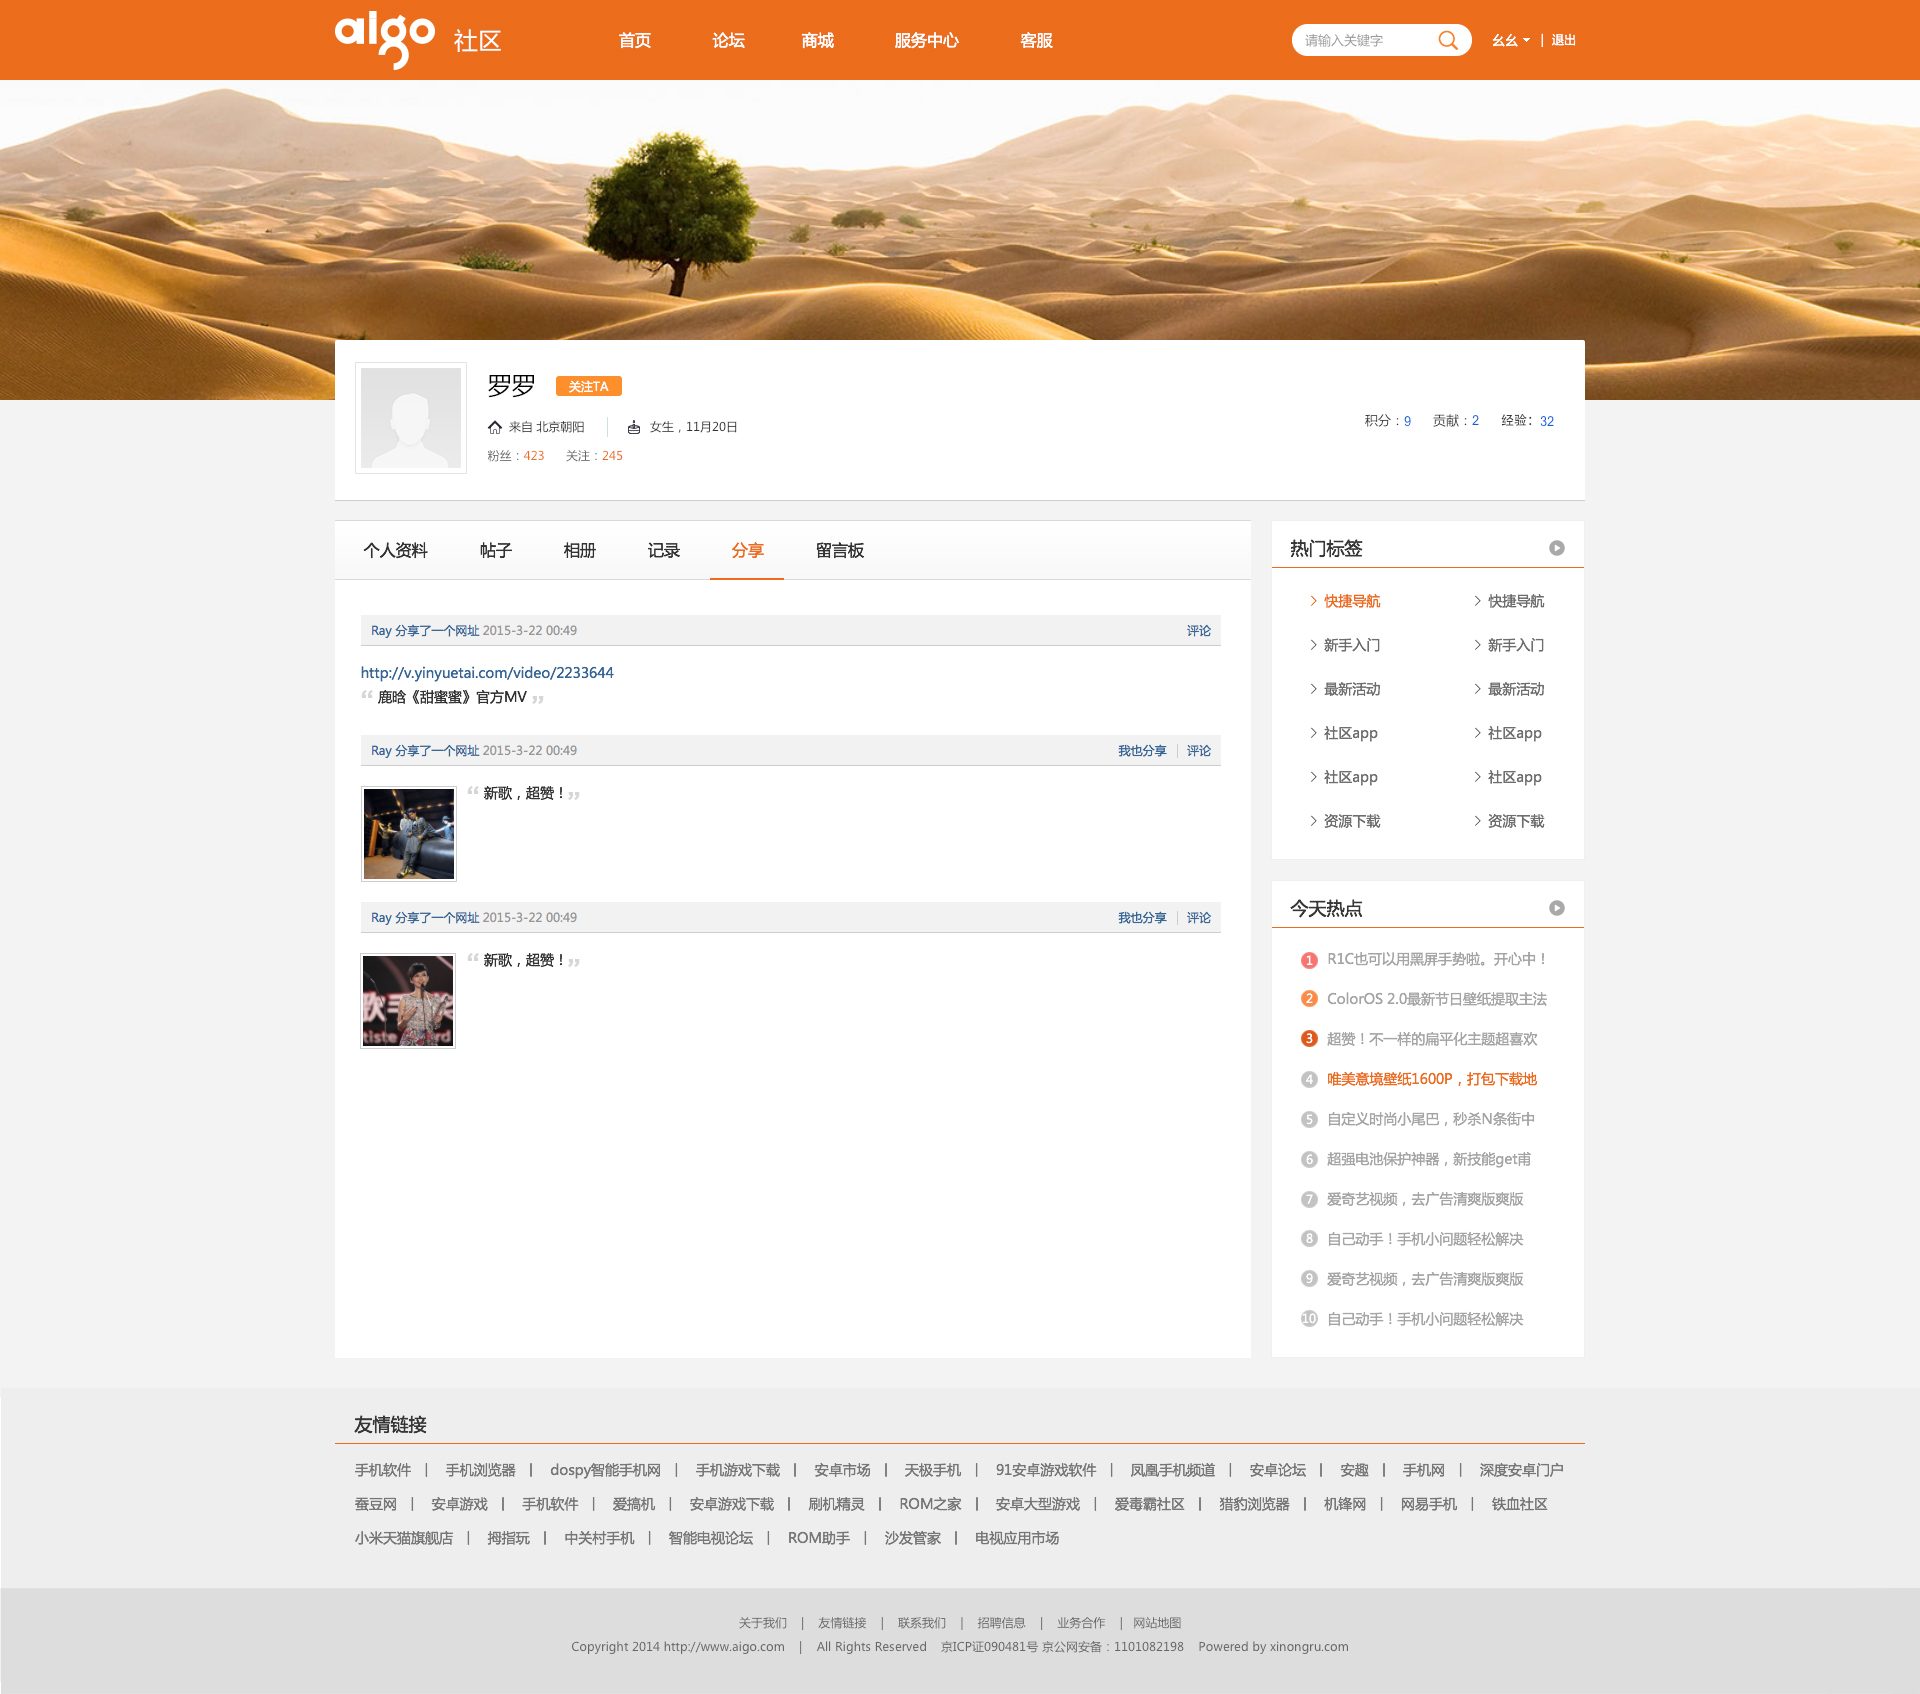 aigo 社区 首页 论坛 商城 服务中心 客服 请输入关键字 幺幺 | 退出
罗罗 关注TA
来自 北京朝阳 女生，11月20日
粉丝：423 关注：245
积分：9 贡献：2 经验：32
个人资料 帖子 相册 记录 分享 留言板
Ray 分享了一个网址 2015-3-22 00:49 评论
http://v.yinyuetai.com/video/2233644
“ 鹿晗《甜蜜蜜》官方MV ”
Ray 分享了一个网址 2015-3-22 00:49 我也分享 | 评论
“ 新歌，超赞！”
Ray 分享了一个网址 2015-3-22 00:49 我也分享 | 评论
“ 新歌，超赞！”
歌手奖
tiste
rd
热门标签
快捷导航 快捷导航
新手入门 新手入门
最新活动 最新活动
社区app 社区app
社区app 社区app
资源下载 资源下载
今天热点
1 R1C也可以用黑屏手势啦。开心中！
2 ColorOS 2.0最新节日壁纸提取主法
3 超赞！不一样的扁平化主题超喜欢
4 唯美意境壁纸1600P，打包下载地
5 自定义时尚小尾巴，秒杀N条街中
6 超强电池保护神器，新技能get甫
7 爱奇艺视频，去广告清爽版爽版
8 自己动手！手机小问题轻松解决
9 爱奇艺视频，去广告清爽版爽版
10 自己动手！手机小问题轻松解决
友情链接
手机软件 | 手机浏览器 | dospy智能手机网 | 手机游戏下载 | 安卓市场 | 天极手机 | 91安卓游戏软件 | 凤凰手机频道 | 安卓论坛 | 安趣 | 手机网 | 深度安卓门户
蚕豆网 | 安卓游戏 | 手机软件 | 爱搞机 | 安卓游戏下载 | 刷机精灵 | ROM之家 | 安卓大型游戏 | 爱毒霸社区 | 猎豹浏览器 | 机锋网 | 网易手机 | 铁血社区
小米天猫旗舰店 | 拇指玩 | 中关村手机 | 智能电视论坛 | ROM助手 | 沙发管家 | 电视应用市场
关于我们 | 友情链接 | 联系我们 | 招聘信息 | 业务合作 | 网站地图
Copyright 2014 http://www.aigo.com | All Rights Reserved 京ICP证090481号 京公网安备：1101082198 Powered by xinongru.com